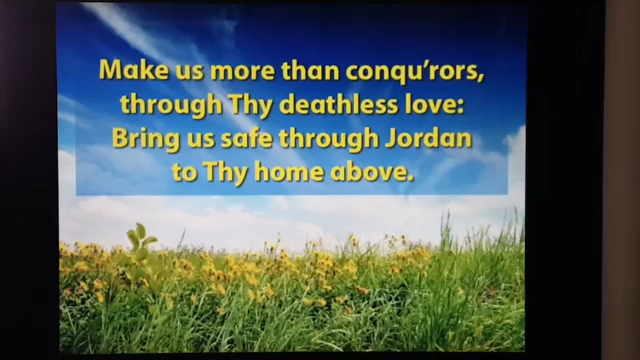 Make us more than conqu'rors,
through Thy deathless love:
Bring us safe through Jordan
to Thy home above.